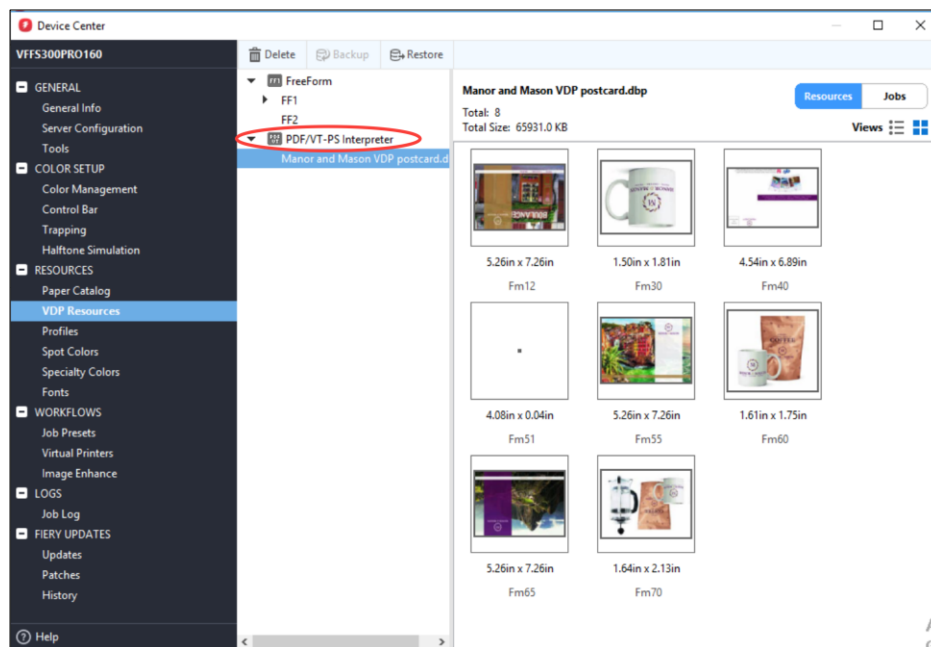 Device Center
VFFS300PRO160
Delete Backup Restore
GENERAL
General Info
Server Configuration
Tools
COLOR SETUP
Color Management
Control Bar
Trapping
Halftone Simulation
RESOURCES
Paper Catalog
VDP Resources
Profiles
Spot Colors
Specialty Colors
Fonts
WORKFLOWS
Job Presets
Virtual Printers
Image Enhance
LOGS
Job Log
FIERY UPDATES
Updates
Patches
History
Help
FreeForm
FF1
FF2
PDF/VT-PS Interpreter
Manor and Mason VDP postcard.d
Manor and Mason VDP postcard.dbp
Total: 8
Total Size: 65931.0 KB
Resources Jobs
Views
5.26in x 7.26in 1.50in x 1.81in 4.54in x 6.89in
Fm12 Fm30 Fm40
4.08in x 0.04in 5.26in x 7.26in 1.61in x 1.75in
Fm51 Fm55 Fm60
5.26in x 7.26in 1.64in x 2.13in
Fm65 Fm70